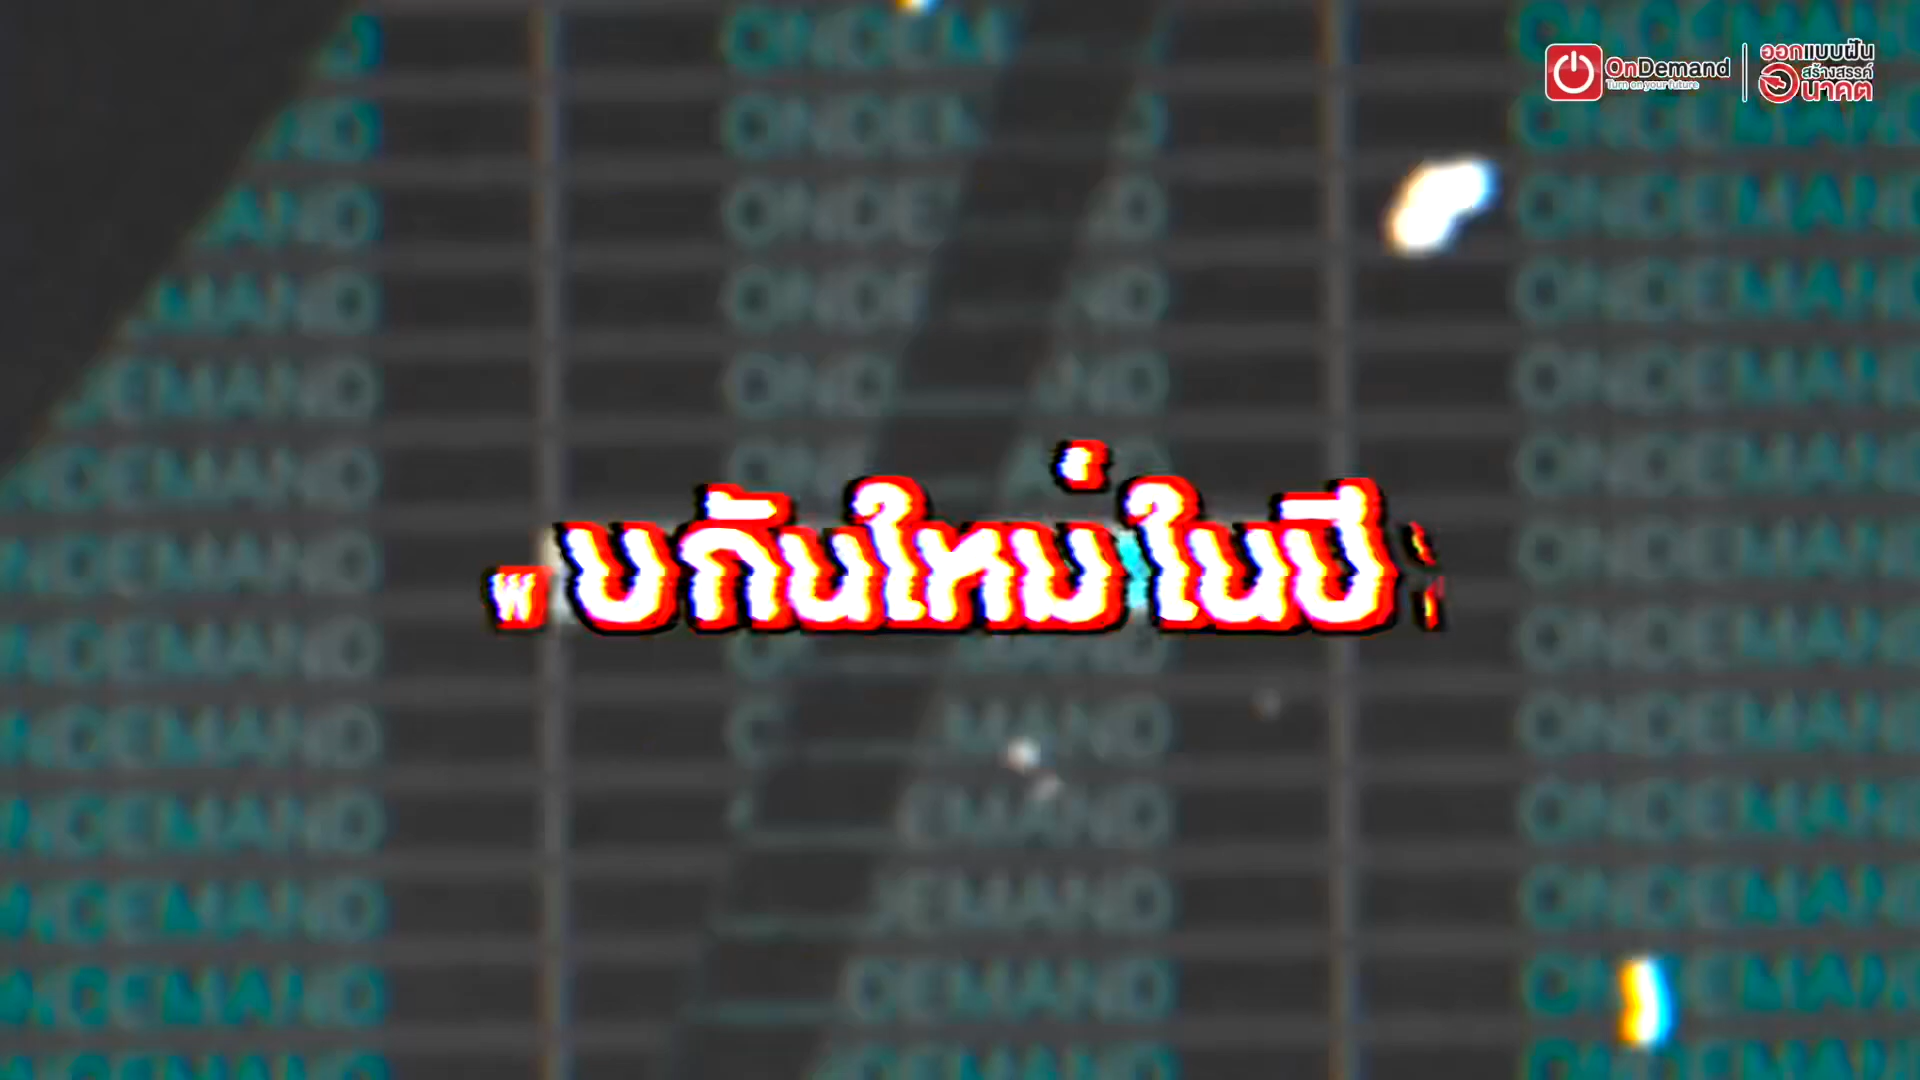 OnDemand
Turn on your future
ออกแบบฝัน
สร้างสรรค์
อนาคต
พบกันใหม่ในปี